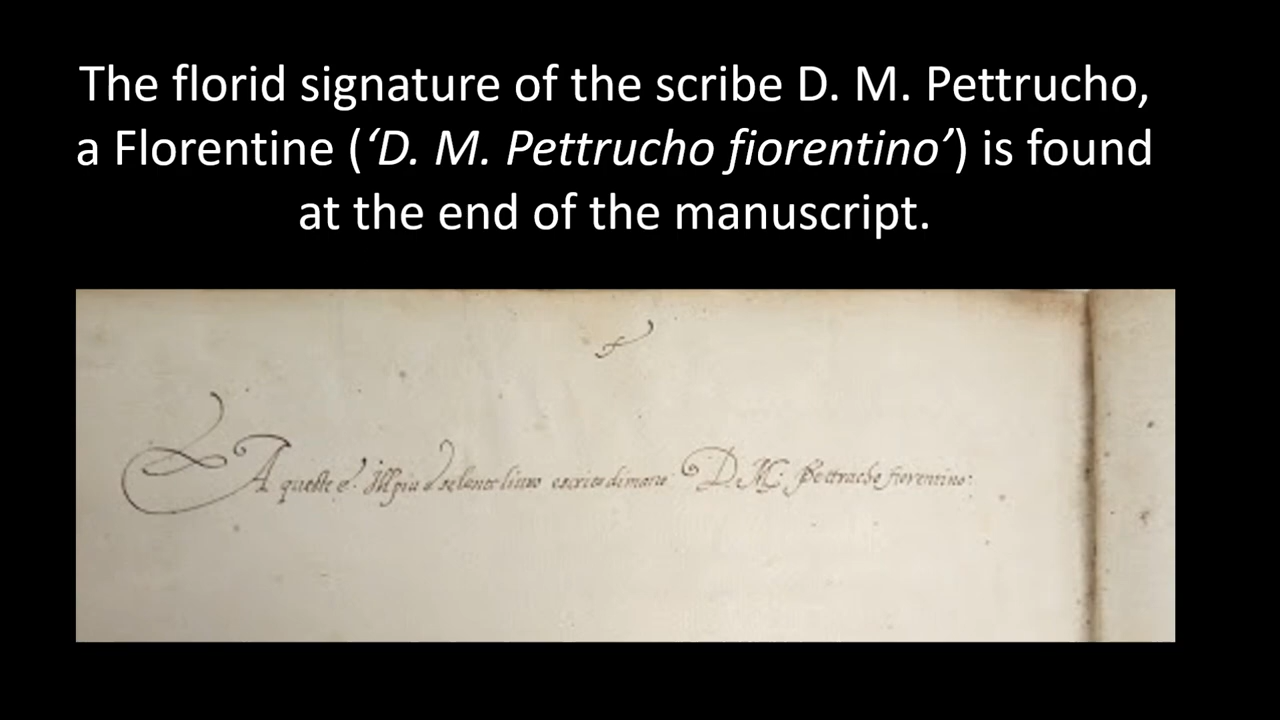 The florid signature of the scribe D. M. Pettrucho,
a Florentine (‘D. M. Pettrucho fiorentino’) is found
at the end of the manuscript.
A queste e' D. M. Pettrucho fiorentino: